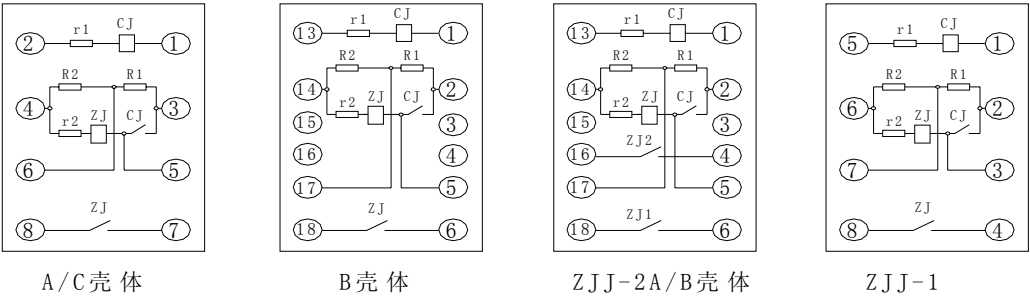 CJ
r1
2 1
R2 R1
4 3
r2 ZJ CJ
6 5
ZJ
8 7
A/C壳体
CJ
r1
13 1
R2 R1
14 2
r2 ZJ CJ
15 3
16 4
17 5
ZJ
18 6
B壳体
CJ
r1
13 1
R2 R1
14 2
r2 ZJ CJ
15 3
ZJ2
16 4
17 5
ZJ1
18 6
ZJJ-2A/B壳体
CJ
r1
5 1
R2 R1
6 2
r2 ZJ CJ
7 3
ZJ
8 4
ZJJ-1